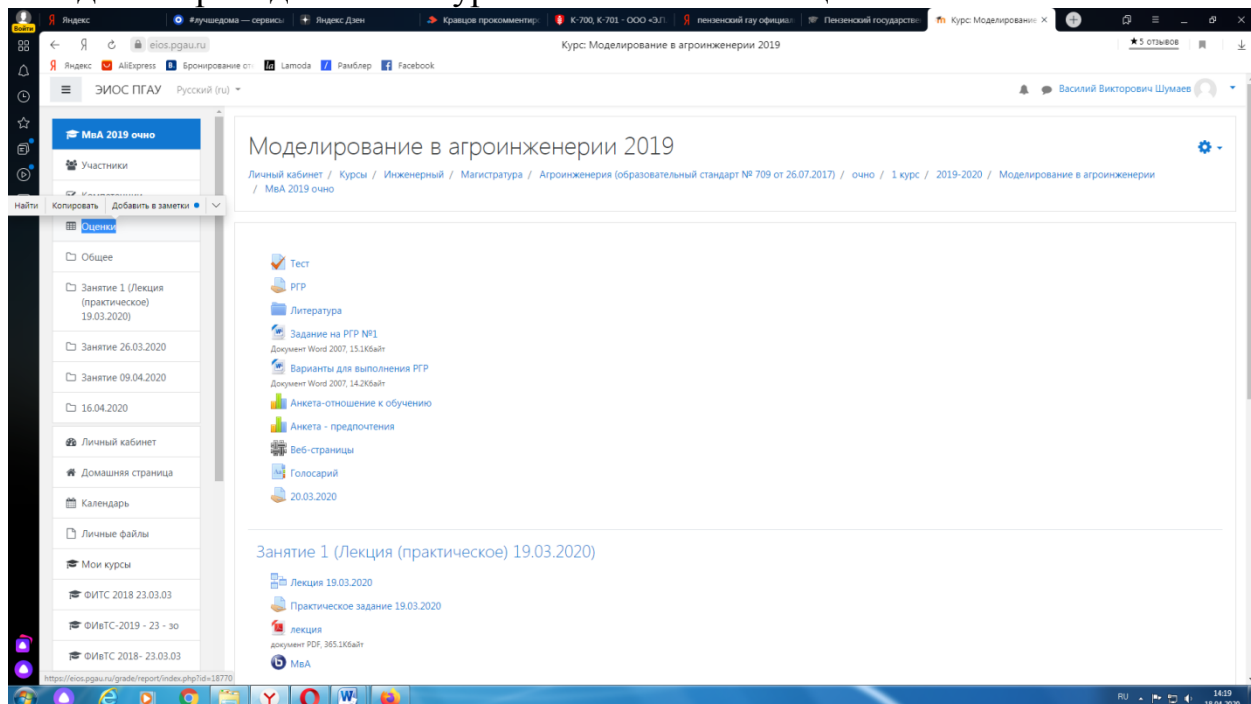 Яндекс
#лучшедома — сервисы
Яндекс.Дзен
Кравцов прокомментир
К-700, К-701 - ООО «Э.Л.
пензенский гау официал
Пензенский государстве
Курс: Моделирование
Войти
eios.pgau.ru
Курс: Моделирование в агроинженерии 2019
★5 отзывов
Яндекс
AliExpress
Бронирование от
Lamoda
Рамблер
Facebook
ЭИОС ПГАУ
Русский (ru)
Василий Викторович Шумаев
МвА 2019 очно
Участники
Компетенции
Найти
Копировать
Добавить в заметки
Оценки
Общее
Занятие 1 (Лекция
(практическое)
19.03.2020)
Занятие 26.03.2020
Занятие 09.04.2020
16.04.2020
Личный кабинет
Домашняя страница
Календарь
Личные файлы
Мои курсы
ФИТС 2018 23.03.03
ФИвТС-2019 - 23 - зо
ФИвТС 2018- 23.03.03
Моделирование в агроинженерии 2019
Личный кабинет / Курсы / Инженерный / Магистратура / Агроинженерия (образовательный стандарт № 709 от 26.07.2017) / очно / 1 курс / 2019-2020 / Моделирование в агроинженерии
/ МвА 2019 очно
Тест
РГР
Литература
Задание на РГР №1
Документ Word 2007, 15.1Кбайт
Варианты для выполнения РГР
Документ Word 2007, 14.2Кбайт
Анкета-отношение к обучению
Анкета - предпочтения
Веб-страницы
Голосарий
20.03.2020
Занятие 1 (Лекция (практическое) 19.03.2020)
Лекция 19.03.2020
Практическое задание 19.03.2020
лекция
документ PDF, 365.1Кбайт
МвА
https://eios.pgau.ru/grade/report/index.php?id=18770
RU
14:19